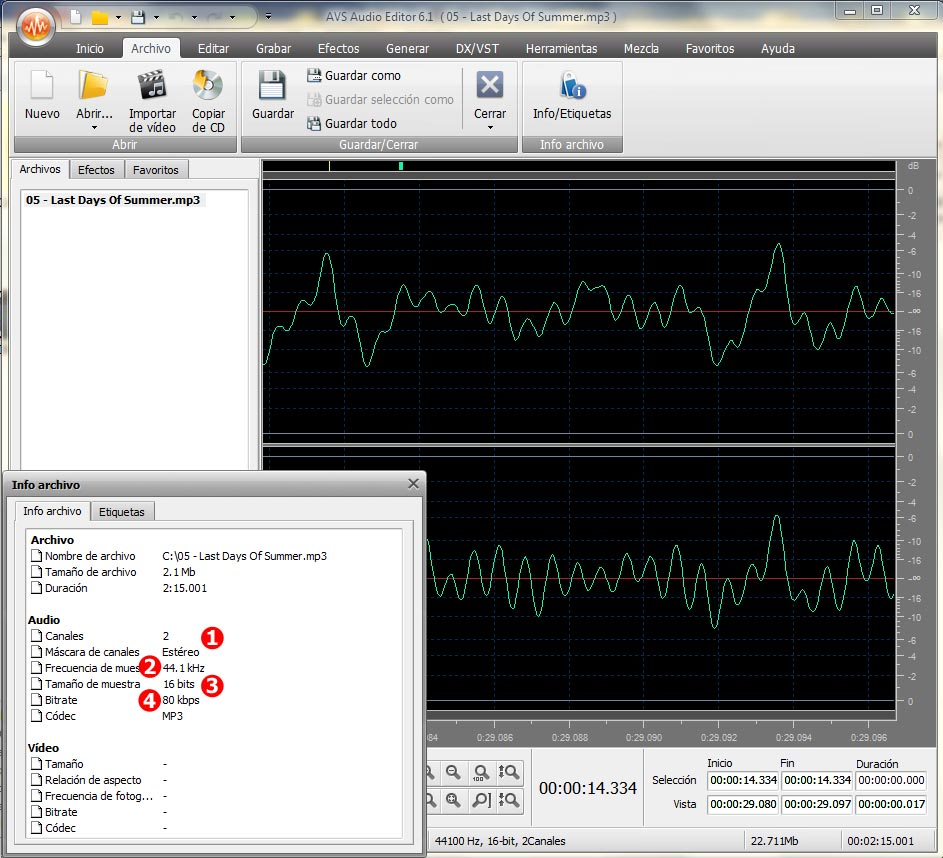 AVS Audio Editor 6.1 ( 05 - Last Days Of Summer.mp3 )
Inicio Archivo Editar Grabar Efectos Generar DX/VST Herramientas Mezcla Favoritos Ayuda
Nuevo
Abrir...
Importar de vídeo
Copiar de CD
Abrir
Guardar
Guardar como
Guardar selección como
Guardar todo
Cerrar
Guardar/Cerrar
Info/Etiquetas
Info archivo
Archivos Efectos Favoritos
05 - Last Days Of Summer.mp3
dB
0
-2
-4
-6
-10
-16
-∞
-16
-10
-6
-4
-2
0
0
-2
-4
-6
-10
-16
-∞
-16
-10
-6
-4
-2
0
084 0:29.086 0:29.088 0:29.090 0:29.092 0:29.094 0:29.096
Info archivo
Info archivo Etiquetas
Archivo
Nombre de archivo C:\05 - Last Days Of Summer.mp3
Tamaño de archivo 2.1 Mb
Duración 2:15.001
Audio
Canales 2 1
Máscara de canales Estéreo
Frecuencia de mues 2 44.1 kHz
Tamaño de muestra 16 bits 3
Bitrate 4 80 kbps
Códec MP3
Vídeo
Tamaño -
Relación de aspecto -
Frecuencia de fotog... -
Bitrate -
Códec -
100
00:00:14.334
Inicio Fin Duración
Selección 00:00:14.334 00:00:14.334 00:00:00.000
Vista 00:00:29.080 00:00:29.097 00:00:00.017
44100 Hz, 16-bit, 2Canales 22.711Mb 00:02:15.001